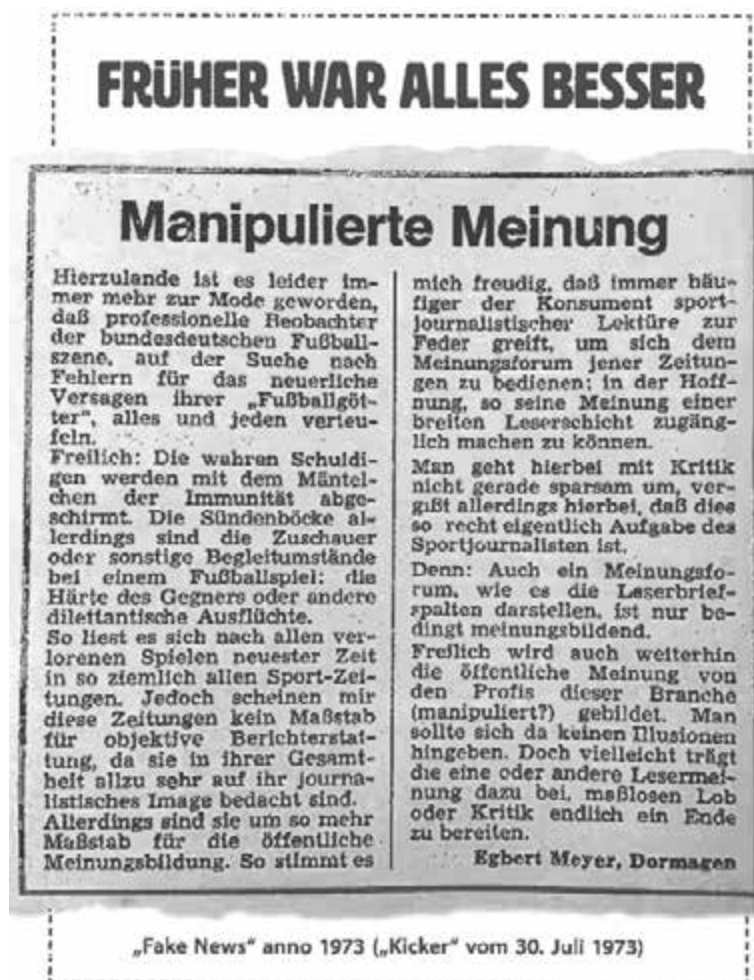 FRÜHER WAR ALLES BESSER
Manipulierte Meinung
Hierzulande ist es leider im-
mer mehr zur Mode geworden,
daß professionelle Beobachter
der bundesdeutschen Fußball-
szene, auf der Suche nach
Fehlern für das neuerliche
Versagen ihrer „Fußballgöt-
ter“, alles und jeden verteu-
feln.
Freilich: Die wahren Schuldi-
gen werden mit dem Mäntel-
chen der Immunität abge-
schirmt. Die Sündenböcke al-
lerdings sind die Zuschauer
oder sonstige Begleitumstände
bei einem Fußballspiel: die
Härte des Gegners oder andere
dilettantische Ausflüchte.
So liest es sich nach allen ver-
lorenen Spielen neuester Zeit
in so ziemlich allen Sport-Zei-
tungen. Jedoch scheinen mir
diese Zeitungen kein Maßstab
für objektive Berichterstat-
tung, da sie in ihrer Gesamt-
heit allzu sehr auf ihr journa-
listisches Image bedacht sind.
Allerdings sind sie um so mehr
Maßstab für die öffentliche
Meinungsbildung. So stimmt es
mich freudig, daß immer häu-
figer der Konsument sport-
journalistischer Lektüre zur
Feder greift, um sich dem
Meinungsforum jener Zeitun-
gen zu bedienen; in der Hoff-
nung, so seine Meinung einer
breiten Leserschicht zugäng-
lich machen zu können.
Man geht hierbei mit Kritik
nicht gerade sparsam um, ver-
gißt allerdings hierbei, daß dies
so recht eigentlich Aufgabe des
Sportjournalisten ist.
Denn: Auch ein Meinungsfo-
rum, wie es die Leserbrief-
spalten darstellen, ist nur be-
dingt meinungsbildend.
Freilich wird auch weiterhin
die öffentliche Meinung von
den Profis dieser Branche
(manipuliert?) gebildet. Man
sollte sich da keinen Illusionen
hingeben. Doch vielleicht trägt
die eine oder andere Lesermei-
nung dazu bei, maßlosen Lob
oder Kritik endlich ein Ende
zu bereiten.
Egbert Meyer, Dormagen
„Fake News“ anno 1973 („Kicker“ vom 30. Juli 1973)